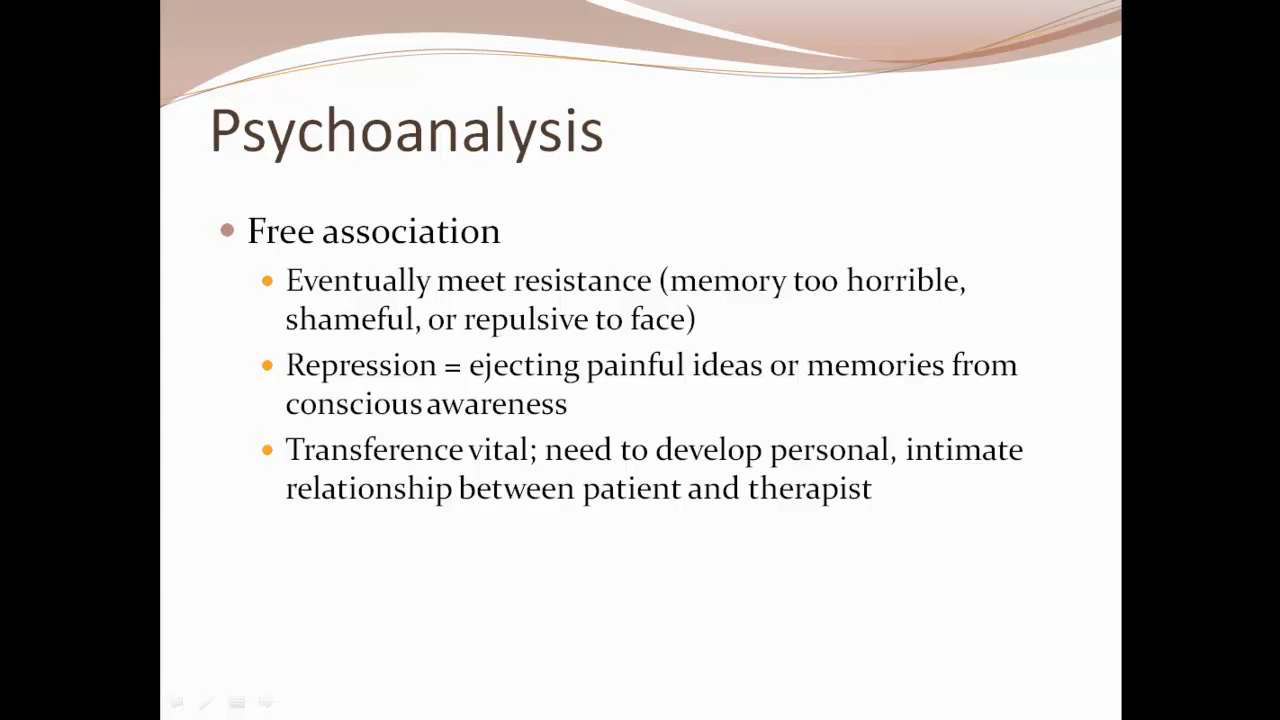 Psychoanalysis
• Free association
• Eventually meet resistance (memory too horrible,
shameful, or repulsive to face)
• Repression = ejecting painful ideas or memories from
conscious awareness
• Transference vital; need to develop personal, intimate
relationship between patient and therapist